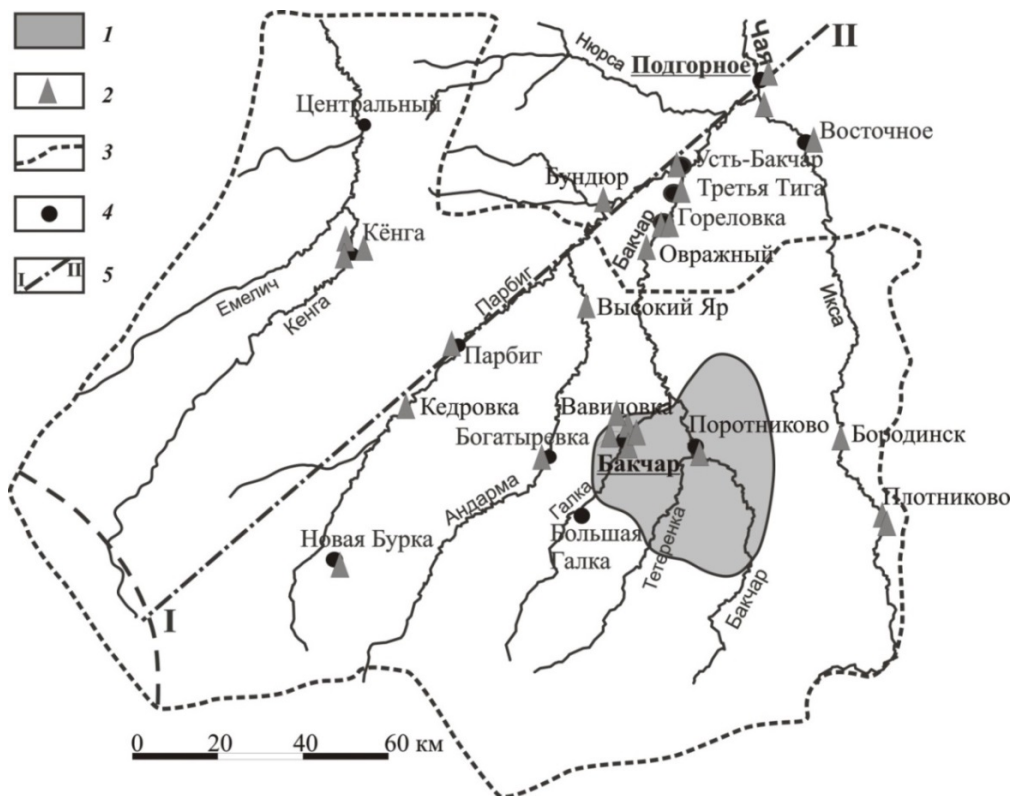 1
2
3
4
I II 5
II
Чая
Нюрса
Подгорное
Центральный
Восточное
Усть-Бакчар
Третья Тига
Бундюр
Гореловка
Бакчар
Овражный
Кёнга
Емелич
Кенга
Парбиг
Икса
Высокий Яр
Парбиг
Кедровка
Вавиловка
Богатыревка
Поротниково
Бородинск
Бакчар
Андарма
Галка
Плотниково
Новая Бурка
Большая
Галка
Тетеренка
Бакчар
I
0 20 40 60 км